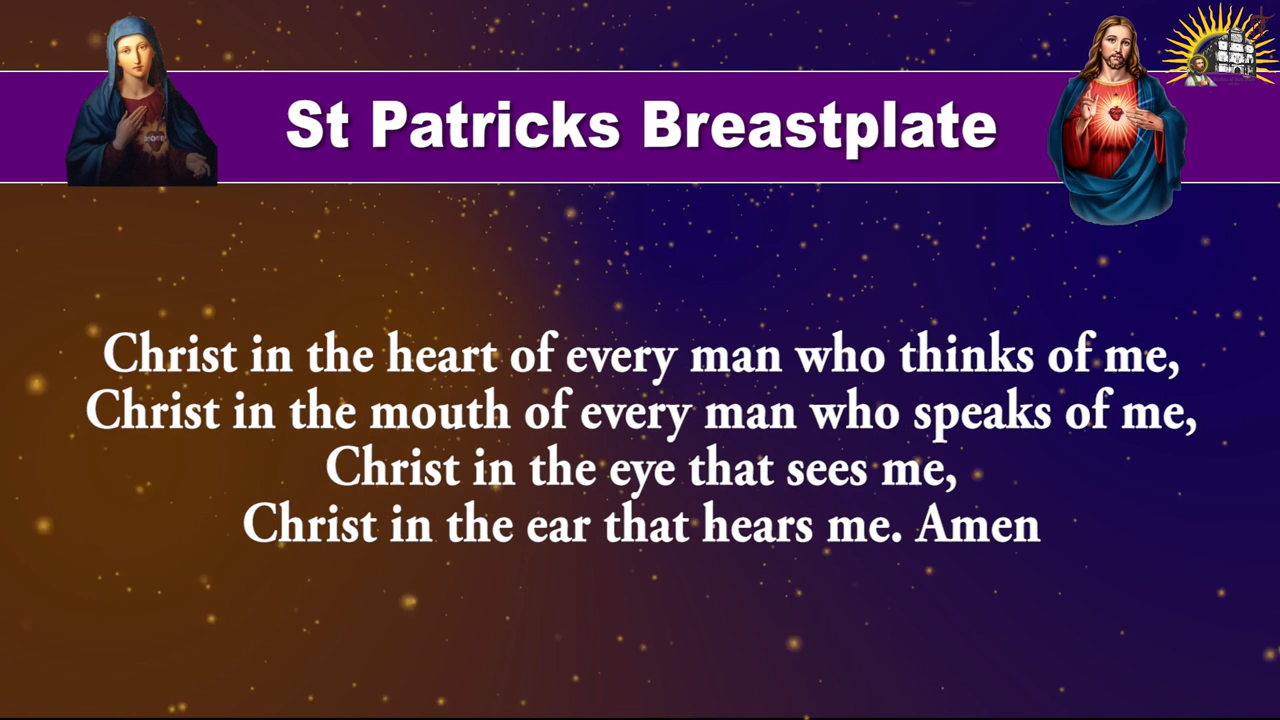 St Patricks Breastplate
Christ in the heart of every man who thinks of me,
Christ in the mouth of every man who speaks of me,
Christ in the eye that sees me,
Christ in the ear that hears me. Amen